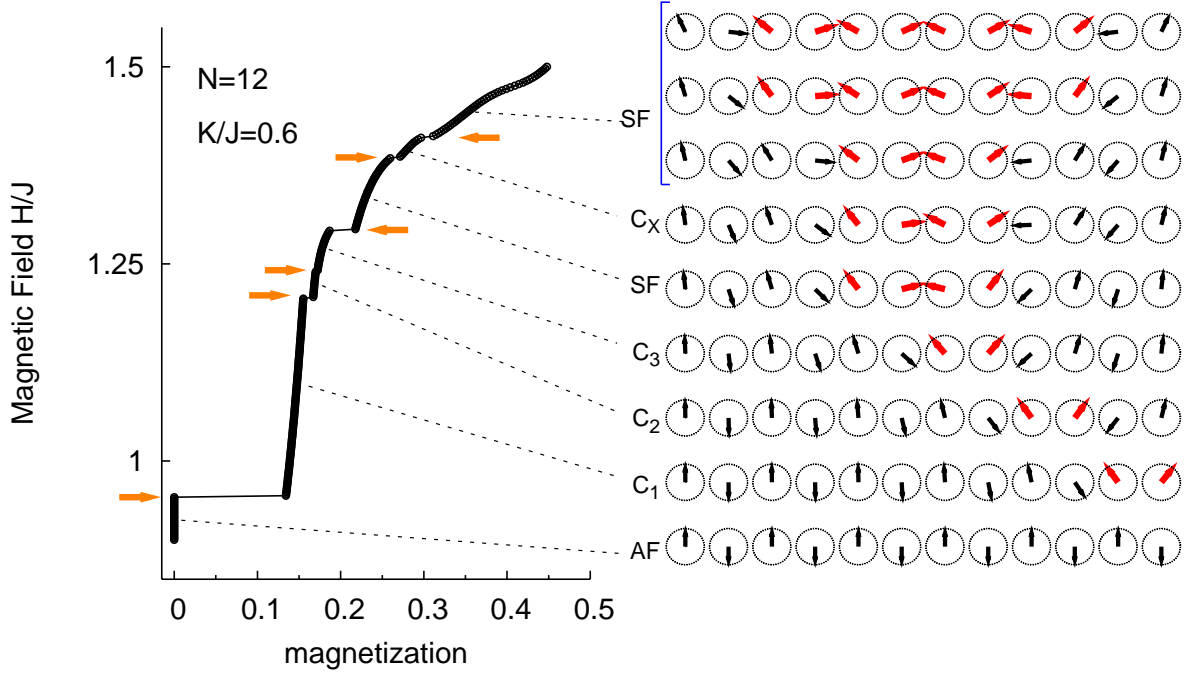 N=12
K/J=0.6
Magnetic Field H/J
1.5
1.25
1
0 0.1 0.2 0.3 0.4 0.5
magnetization
SF
C_X
SF
C_3
C_2
C_1
AF